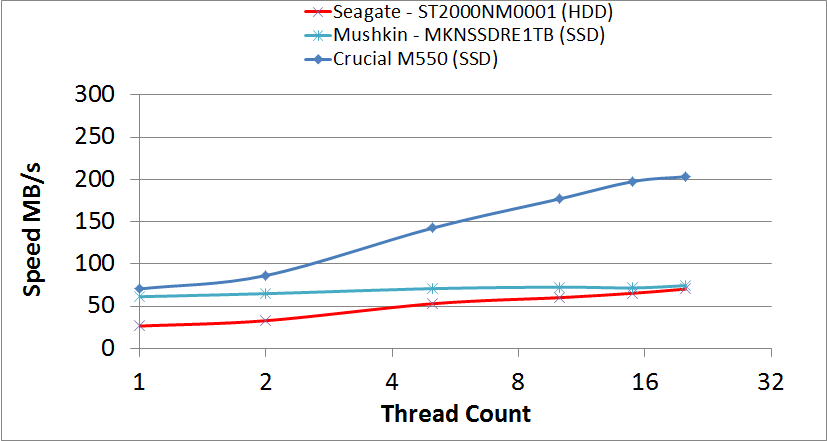 Seagate - ST2000NM0001 (HDD)
Mushkin - MKNSSDRE1TB (SSD)
Crucial M550 (SSD)
300
250
200
150
100
50
0
Speed MB/s
1 2 4 8 16 32
Thread Count